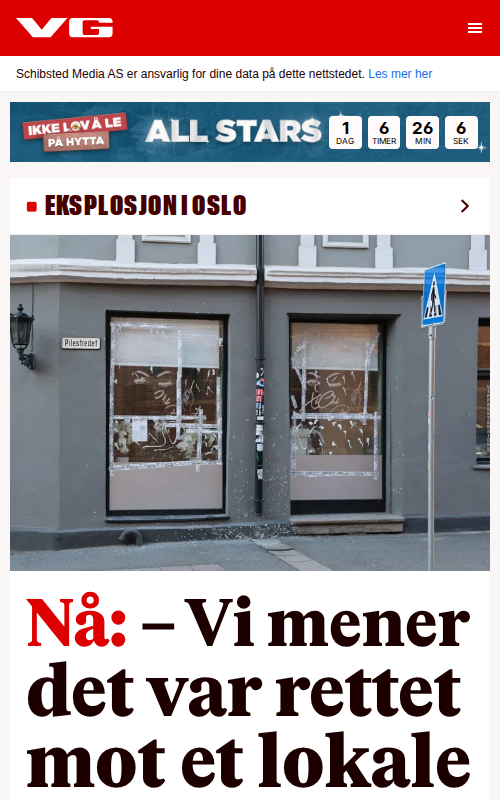 VG
Schibsted Media AS er ansvarlig for dine data på dette nettstedet. Les mer her
IKKE LOV Å LE
PÅ HYTTA
ALL STARS
1 6 26 6
DAG TIMER MIN SEK
EKSPLOSJON I OSLO
Pilestredet
Nå: – Vi mener
det var rettet
mot et lokale